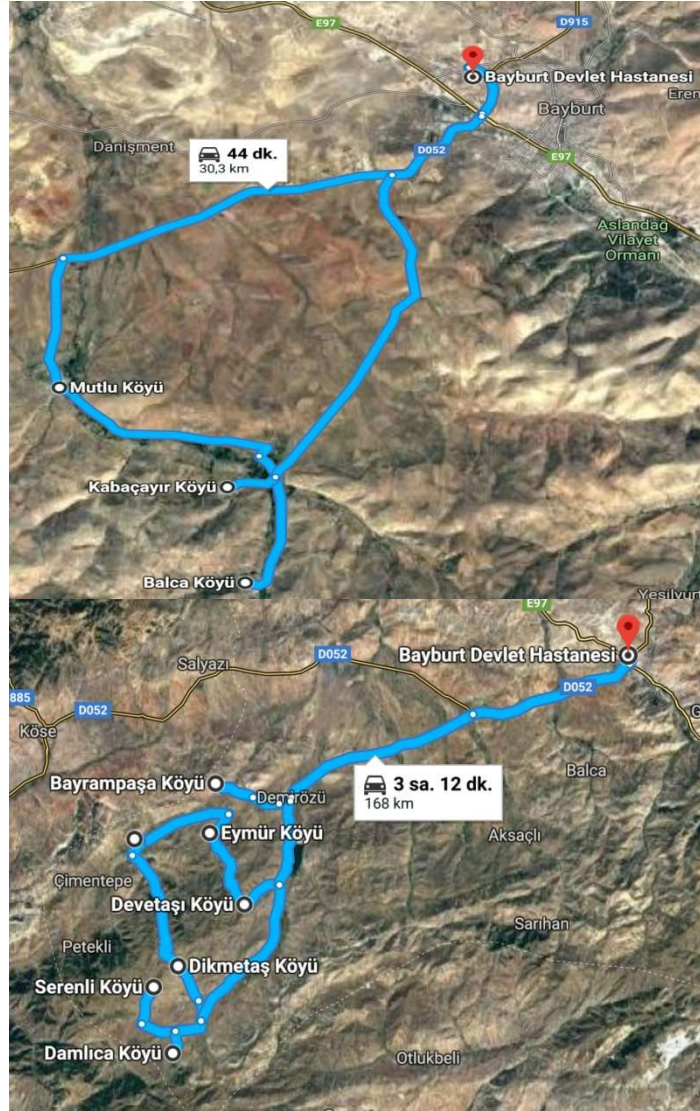 D915
E97
Bayburt Devlet Hastanesi
Eren
Bayburt
Danişment
44 dk.
30,3 km
D052
E97
Aslandağ
Vilayet
Ormanı
Mutlu Köyü
Kabaçayır Köyü
Balca Köyü
Yeşilyurt
E97
Salyazı
D052
Bayburt Devlet Hastanesi
885
D052
D052
Köse
G
Bayrampaşa Köyü
Demirözü
3 sa. 12 dk.
168 km
Balca
Eymür Köyü
Aksaçlı
Çimentepe
Devetaşı Köyü
Sarıhan
Petekli
Dikmetaş Köyü
Serenli Köyü
Damlıca Köyü
Otlukbeli